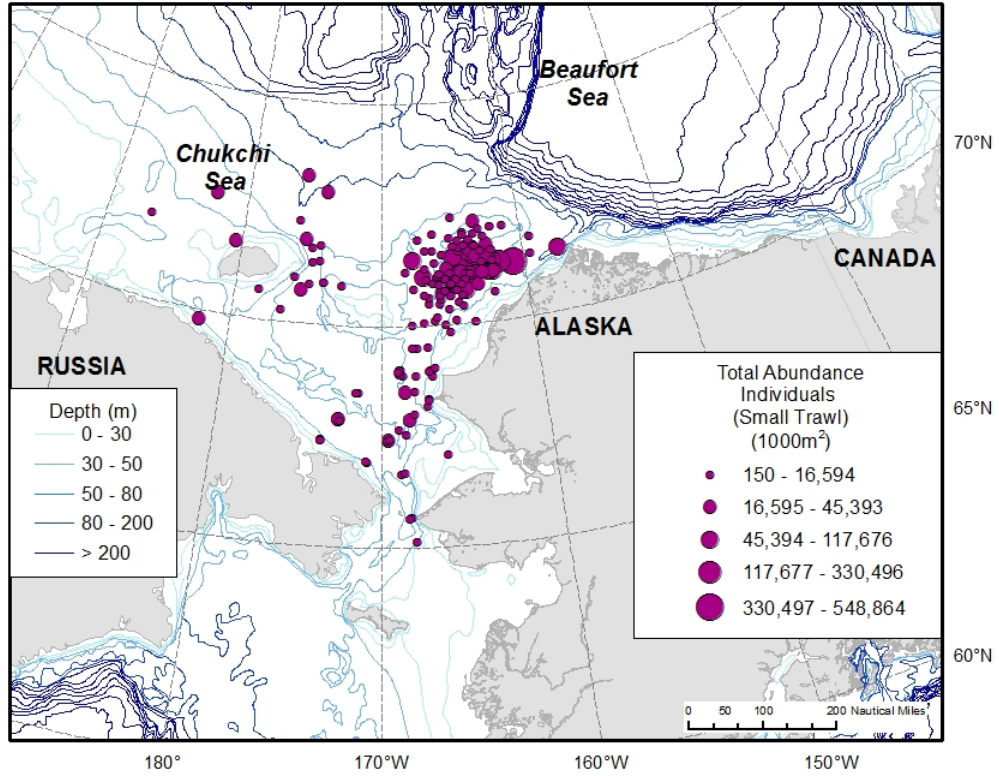 Beaufort
Sea
Chukchi
Sea
70°N
CANADA
ALASKA
RUSSIA
Depth (m)
0 - 30
30 - 50
50 - 80
80 - 200
> 200
Total Abundance
Individuals
(Small Trawl)
(1000m²)
150 - 16,594
16,595 - 45,393
45,394 - 117,676
117,677 - 330,496
330,497 - 548,864
65°N
60°N
0 50 100 200 Nautical Miles
180° 170°W 160°W 150°W